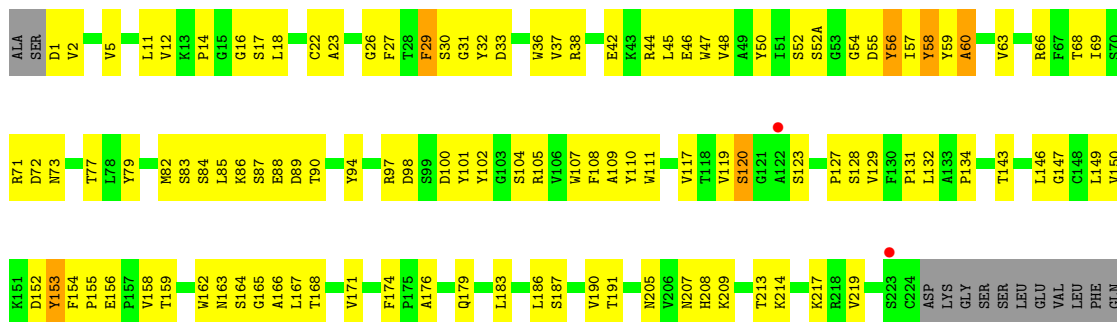 ALA SER D1 V2 V5 L11 V12 K13 P14 G15 G16 S17 L18 C22 A23 G26 F27 T28 F29 S30 G31 Y32 D33 W36 V37 R38 E42 K43 R44 L45 E46 W47 V48 A49 Y50 I51 S52 S52A G53 G54 D55 Y56 I57 Y58 Y59 A60 V63 R66 F67 T68 I69 S70
R71 D72 N73 T77 L78 Y79 M82 S83 S84 L85 K86 S87 E88 D89 T90 Y94 R97 D98 S99 D100 Y101 Y102 G103 S104 R105 V106 W107 F108 A109 Y110 W111 V117 T118 V119 S120 G121 A122 S123 P127 S128 V129 F130 P131 L132 A133 P134 T143 L146 G147 C148 L149 V150
K151 D152 Y153 F154 P155 E156 P157 V158 T159 W162 N163 S164 G165 A166 L167 T168 V171 F174 P175 A176 Q179 L183 L186 S187 V190 T191 N205 V206 N207 H208 K209 T213 K214 K217 R218 V219 S223 C224 ASP LYS GLY SER SER LEU GLU VAL LEU PHE GLN